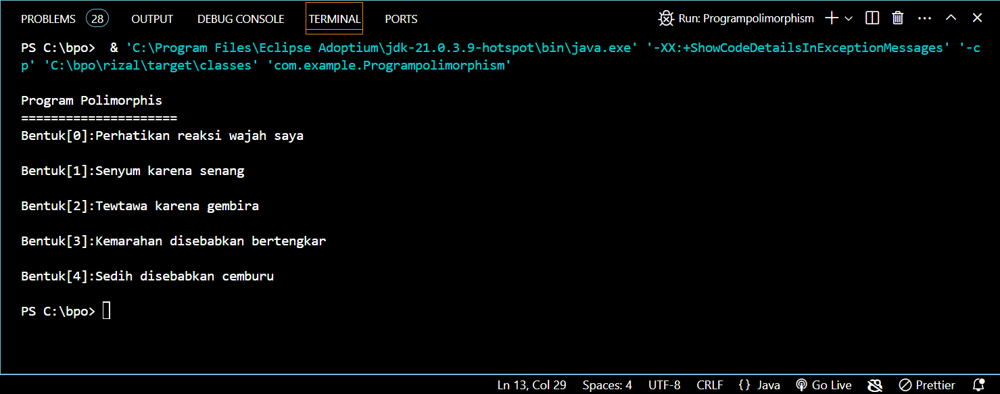 PROBLEMS 28 OUTPUT DEBUG CONSOLE TERMINAL PORTS Run: Programpolimorphism
PS C:\bpo>  & 'C:\Program Files\Eclipse Adoptium\jdk-21.0.3.9-hotspot\bin\java.exe' '-XX:+ShowCodeDetailsInExceptionMessages' '-c
p' 'C:\bpo\rizal\target\classes' 'com.example.Programpolimorphism'
Program Polimorphis
=====================
Bentuk[0]:Perhatikan reaksi wajah saya
Bentuk[1]:Senyum karena senang
Bentuk[2]:Tewtawa karena gembira
Bentuk[3]:Kemarahan disebabkan bertengkar
Bentuk[4]:Sedih disebabkan cemburu
PS C:\bpo>
Ln 13, Col 29 Spaces: 4 UTF-8 CRLF {} Java Go Live Prettier